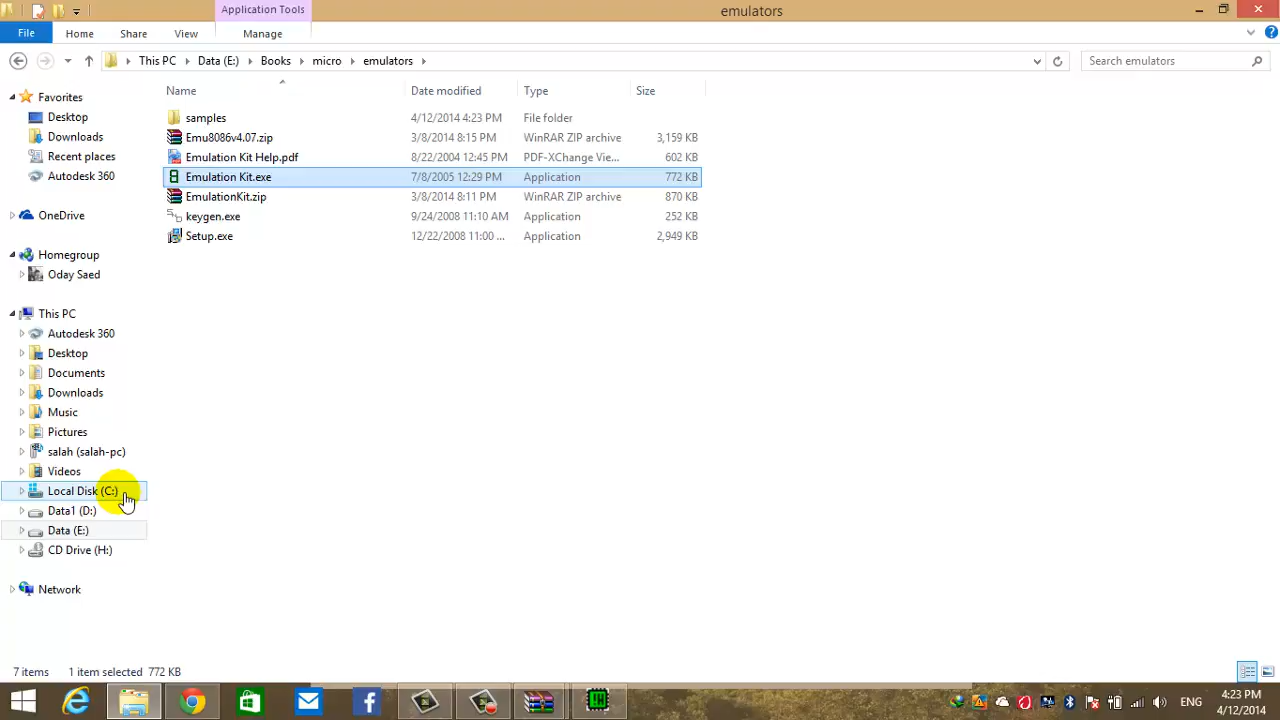 Application Tools
emulators
File Home Share View Manage
This PC Data (E:) Books micro emulators Search emulators
Name Date modified Type Size
samples 4/12/2014 4:23 PM File folder
Emu8086v4.07.zip 3/8/2014 8:15 PM WinRAR ZIP archive 3,159 KB
Emulation Kit Help.pdf 8/22/2004 12:45 PM PDF-XChange Vie... 602 KB
Emulation Kit.exe 7/8/2005 12:29 PM Application 772 KB
EmulationKit.zip 3/8/2014 8:11 PM WinRAR ZIP archive 870 KB
keygen.exe 9/24/2008 11:10 AM Application 252 KB
Setup.exe 12/22/2008 11:00 ... Application 2,949 KB
Favorites
Desktop
Downloads
Recent places
Autodesk 360
OneDrive
Homegroup
Oday Saed
This PC
Autodesk 360
Desktop
Documents
Downloads
Music
Pictures
salah (salah-pc)
Videos
Local Disk (C:)
Data1 (D:)
Data (E:)
CD Drive (H:)
Network
7 items 1 item selected 772 KB
ENG
4:23 PM
4/12/2014